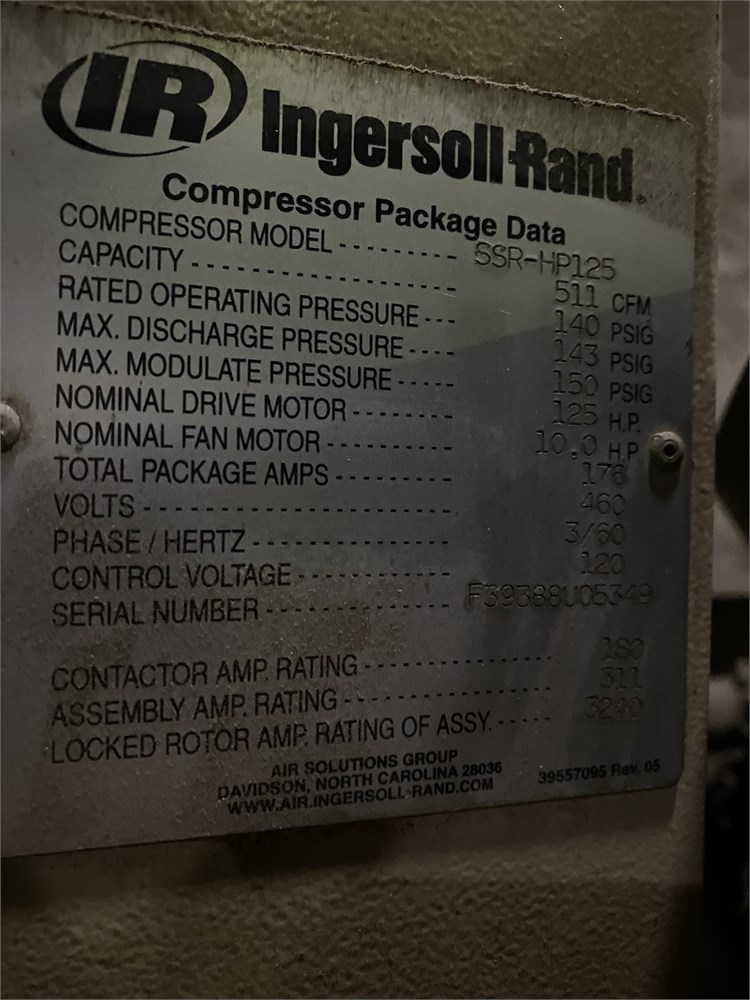 IR Ingersoll-Rand®
Compressor Package Data
COMPRESSOR MODEL --------- SSR-HP125
CAPACITY -------------------- 511 CFM
RATED OPERATING PRESSURE --- 140 PSIG
MAX. DISCHARGE PRESSURE ---- 143 PSIG
MAX. MODULATE PRESSURE ----- 150 PSIG
NOMINAL DRIVE MOTOR -------- 125 H.P.
NOMINAL FAN MOTOR ---------- 10.0 H.P
TOTAL PACKAGE AMPS --------- 176
VOLTS ------------------------ 460
PHASE / HERTZ --------------- 3/60
CONTROL VOLTAGE ----------- 120
SERIAL NUMBER ------------- F39388U05349
CONTACTOR AMP. RATING -------------- 180
ASSEMBLY AMP. RATING --------------- 311
LOCKED ROTOR AMP. RATING OF ASSY. ----- 3240
AIR SOLUTIONS GROUP
DAVIDSON, NORTH CAROLINA 28036
WWW.AIR.INGERSOLL-RAND.COM
39557095 Rev. 05